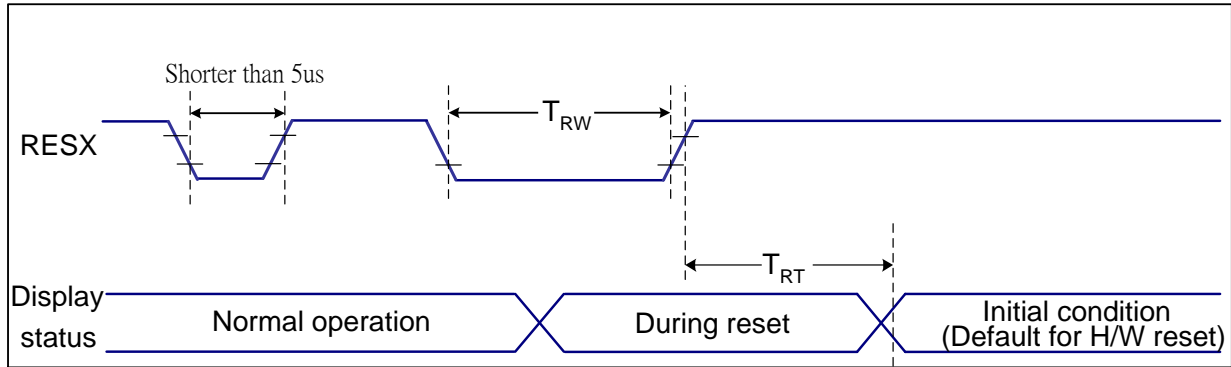 Shorter than 5us
RESX
TRW
TRT
Display
status
Normal operation
During reset
Initial condition
(Default for H/W reset)